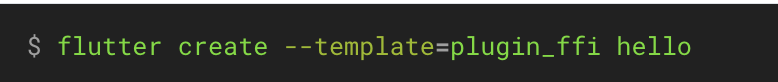 $ flutter create --template=plugin_ffi hello